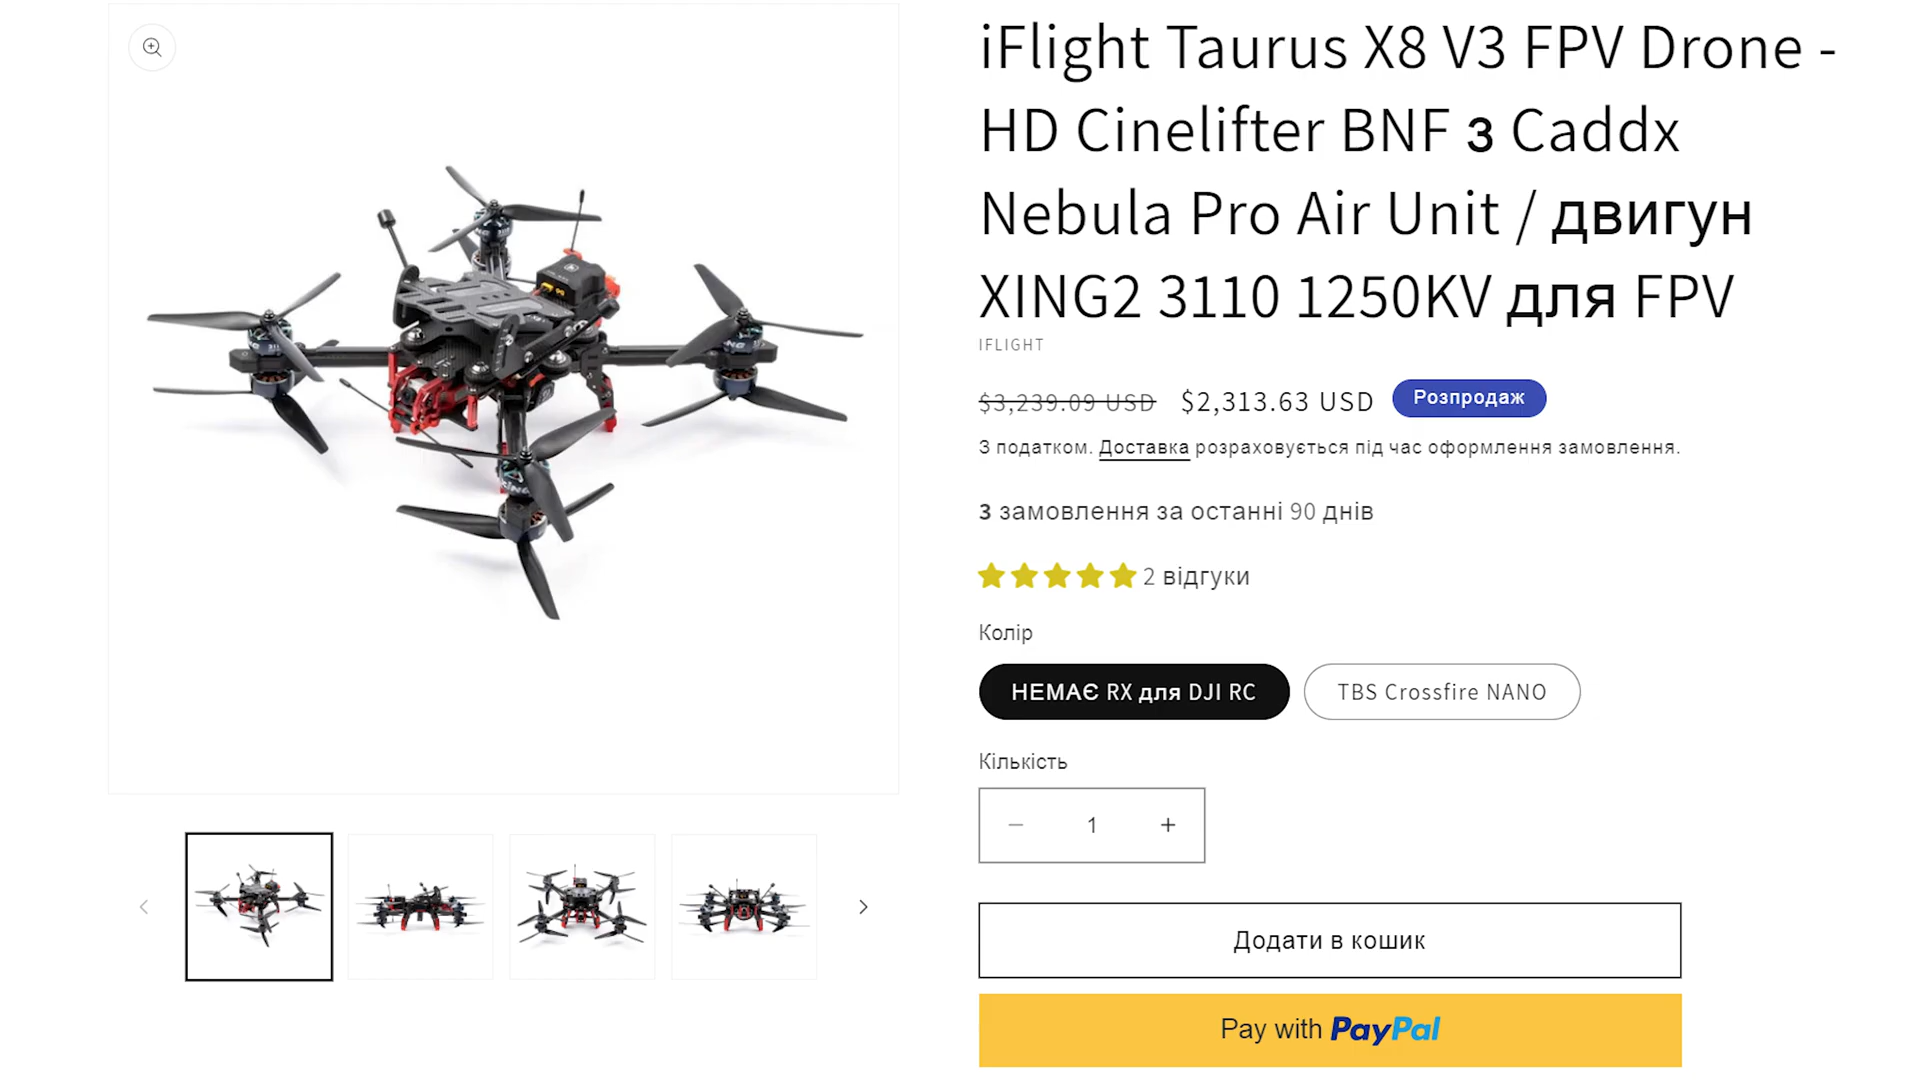 iFlight Taurus X8 V3 FPV Drone -
HD Cinelifter BNF з Caddx
Nebula Pro Air Unit / двигун
XING2 3110 1250KV для FPV
IFLIGHT
$3,239.09 USD $2,313.63 USD Розпродаж
З податком. Доставка розраховується під час оформлення замовлення.
3 замовлення за останні 90 днів
2 відгуки
Колір
НЕМАЄ RX для DJI RC
TBS Crossfire NANO
Кількість
− 1 +
Додати в кошик
Pay with PayPal